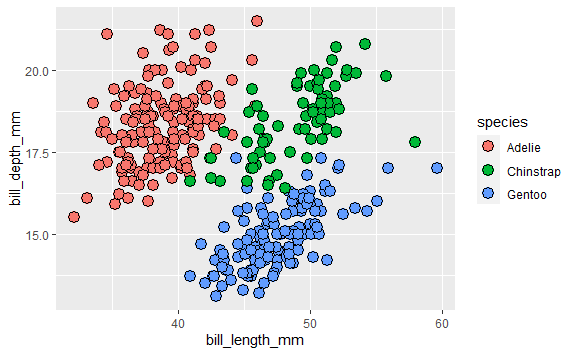 20.0
17.5
15.0
bill_depth_mm
40
50
60
bill_length_mm
species
Adelie
Chinstrap
Gentoo